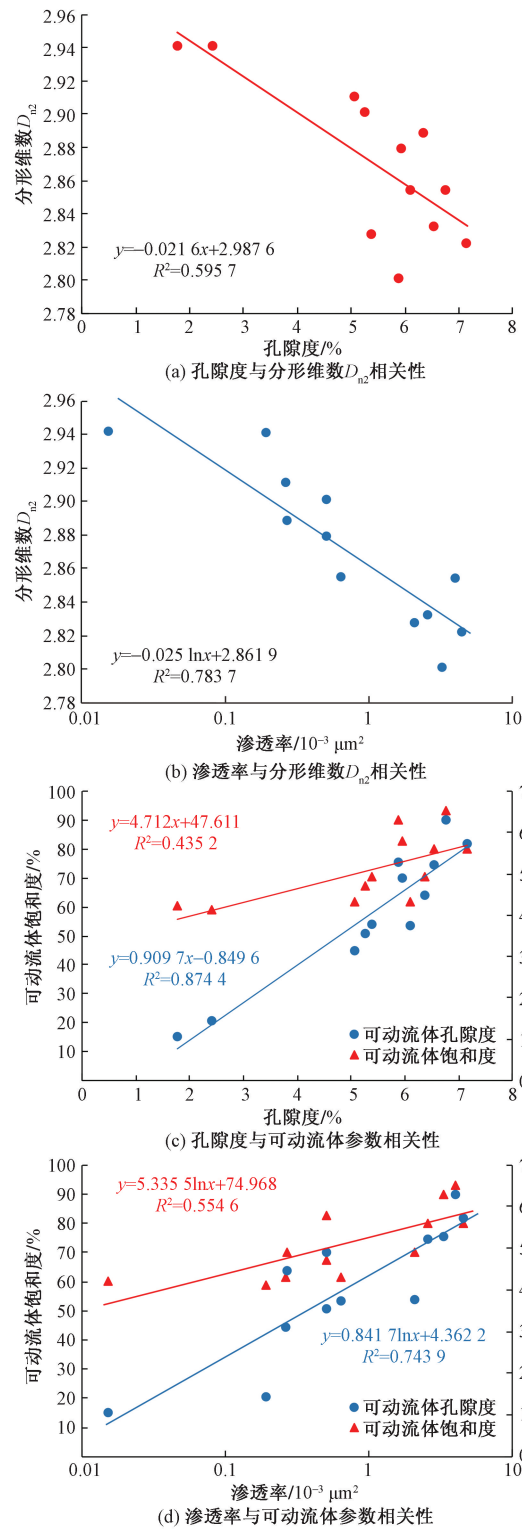 2.96
2.94
2.90
2.90
2.86
2.84
2.82
2.80
2.78
分形维数Dn2
y=−0.021 6x+2.987 6
R²=0.595 7
0 1 2 3 4 5 6 7 8
孔隙度/%
(a) 孔隙度与分形维数Dn2相关性
2.96
2.94
2.92
2.90
2.88
2.86
2.84
2.82
2.80
2.78
分形维数Dn2
y=−0.025 lnx+2.861 9
R²=0.783 7
0.01 0.1 1 10
渗透率/10⁻³ μm²
(b) 渗透率与分形维数Dn2相关性
100
90
80
70
60
50
40
30
20
10
可动流体饱和度/%
y=4.712x+47.611
R²=0.435 2
y=0.909 7x−0.849 6
R²=0.874 4
可动流体孔隙度
可动流体饱和度
0 1 2 3 4 5 6 7 8
孔隙度/%
(c) 孔隙度与可动流体参数相关性
100
90
80
70
60
50
40
30
20
10
可动流体饱和度/%
y=5.335 5lnx+74.968
R²=0.554 6
y=0.841 7lnx+4.362 2
R²=0.743 9
可动流体孔隙度
可动流体饱和度
0.01 0.1 1 10
渗透率/10⁻³ μm²
(d) 渗透率与可动流体参数相关性